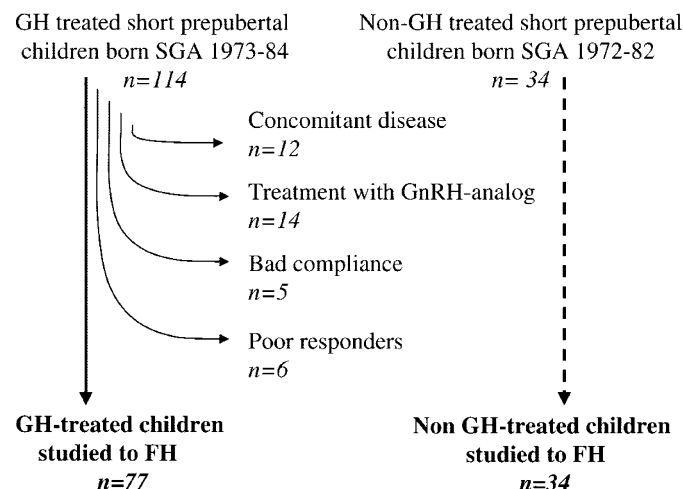 GH treated short prepubertal
children born SGA 1973-84
n=114
Non-GH treated short prepubertal
children born SGA 1972-82
n= 34
Concomitant disease
n=12
Treatment with GnRH-analog
n=14
Bad compliance
n=5
Poor responders
n=6
GH-treated children
studied to FH
n=77
Non GH-treated children
studied to FH
n=34